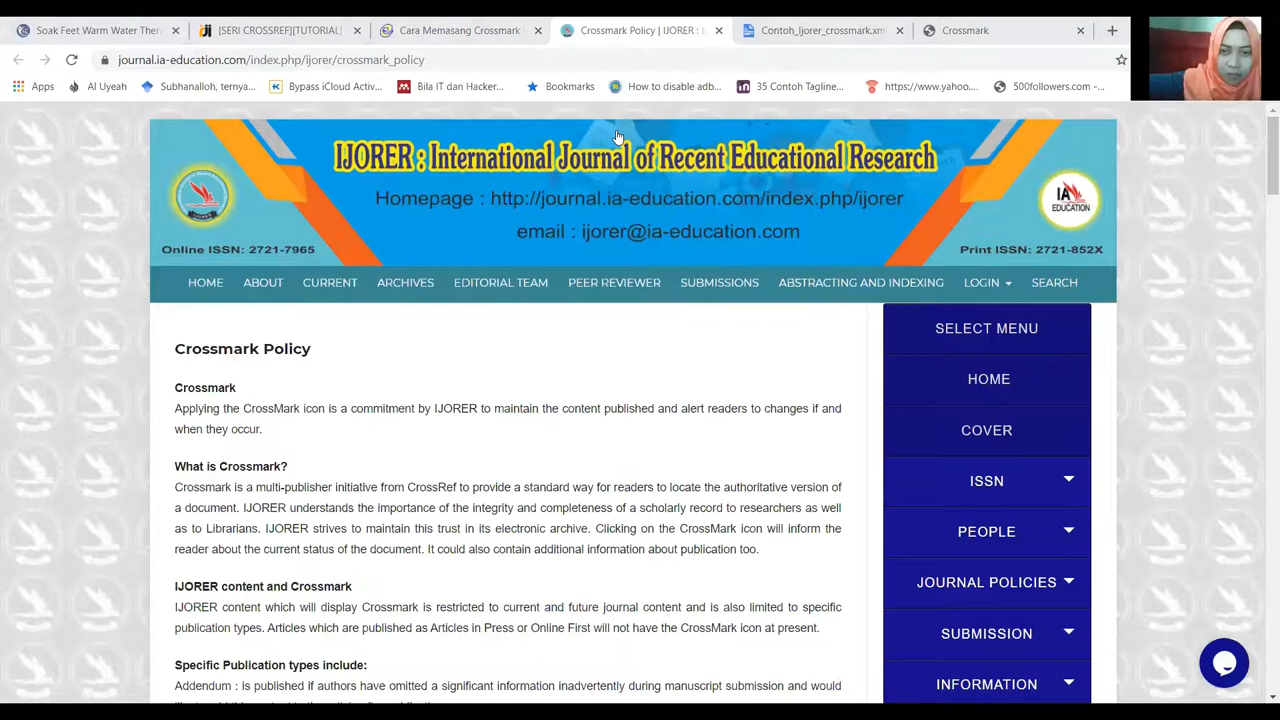 Soak Feet Warm Water Ther
[SERI CROSSREF][TUTORIAL]
Cara Memasang Crossmark
Crossmark Policy | IJORER : I
Contoh_Ijorer_crossmark.xm
Crossmark
journal.ia-education.com/index.php/ijorer/crossmark_policy
Apps
Al Uyeah
Subhanalloh, ternya...
Bypass iCloud Activ...
Bila IT dan Hacker...
Bookmarks
How to disable adb...
35 Contoh Tagline...
https://www.yahoo...
500followers.com -...
IJORER : International Journal of Recent Educational Research
Homepage : http://journal.ia-education.com/index.php/ijorer
email : ijorer@ia-education.com
IA
EDUCATION
Online ISSN: 2721-7965
Print ISSN: 2721-852X
HOME ABOUT CURRENT ARCHIVES EDITORIAL TEAM PEER REVIEWER SUBMISSIONS ABSTRACTING AND INDEXING LOGIN SEARCH
Crossmark Policy
Crossmark
Applying the CrossMark icon is a commitment by IJORER to maintain the content published and alert readers to changes if and
when they occur.
What is Crossmark?
Crossmark is a multi-publisher initiative from CrossRef to provide a standard way for readers to locate the authoritative version of
a document. IJORER understands the importance of the integrity and completeness of a scholarly record to researchers as well
as to Librarians. IJORER strives to maintain this trust in its electronic archive. Clicking on the CrossMark icon will inform the
reader about the current status of the document. It could also contain additional information about publication too.
IJORER content and Crossmark
IJORER content which will display Crossmark is restricted to current and future journal content and is also limited to specific
publication types. Articles which are published as Articles in Press or Online First will not have the CrossMark icon at present.
Specific Publication types include:
Addendum : is published if authors have omitted a significant information inadvertently during manuscript submission and would
SELECT MENU
HOME
COVER
ISSN
PEOPLE
JOURNAL POLICIES
SUBMISSION
INFORMATION